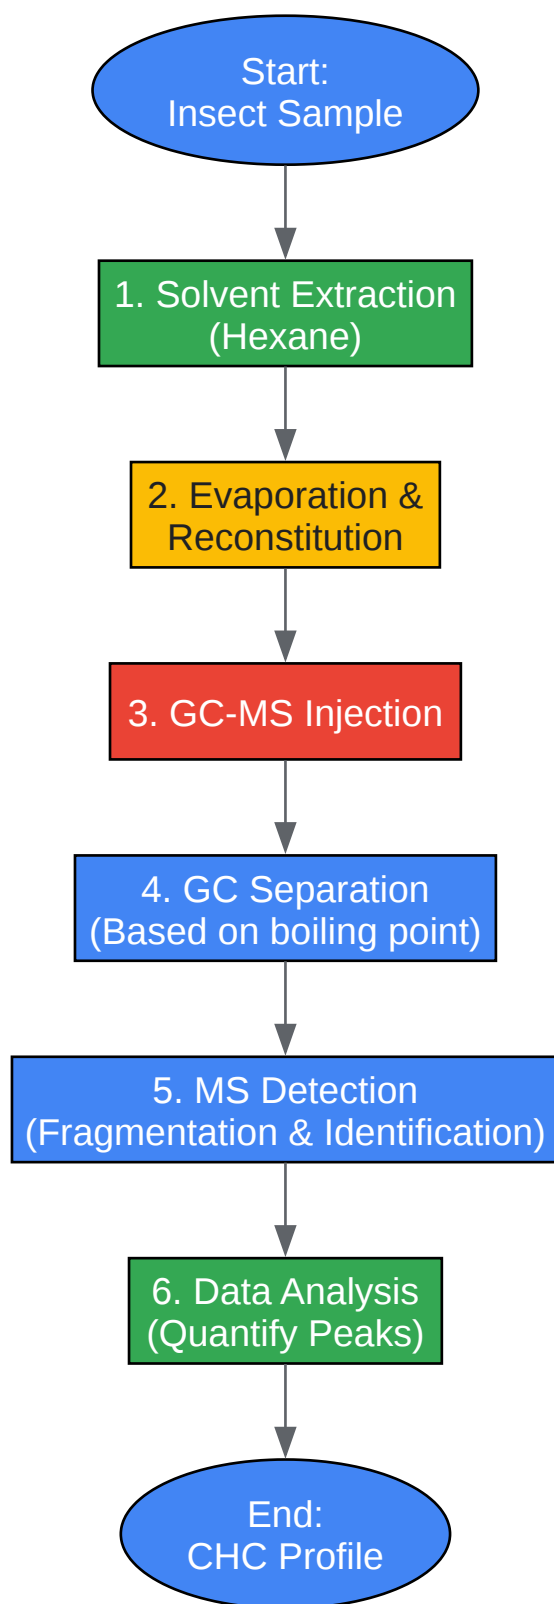 Start:
Insect Sample
1. Solvent Extraction
(Hexane)
2. Evaporation &
Reconstitution
3. GC-MS Injection
4. GC Separation
(Based on boiling point)
5. MS Detection
(Fragmentation & Identification)
6. Data Analysis
(Quantify Peaks)
End:
CHC Profile